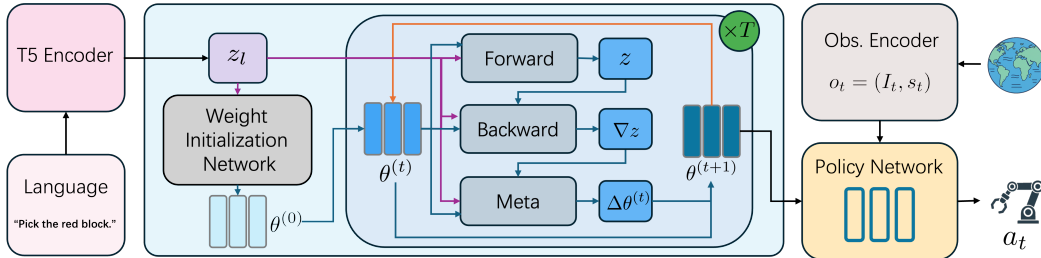 T5 Encoder
Language
“Pick the red block.”
z_l
Weight
Initialization
Network
θ^(0)
×T
θ^(t)
Forward
z
Backward
∇z
Meta
Δθ^(t)
θ^(t+1)
Obs. Encoder
o_t = (I_t, s_t)
Policy Network
a_t